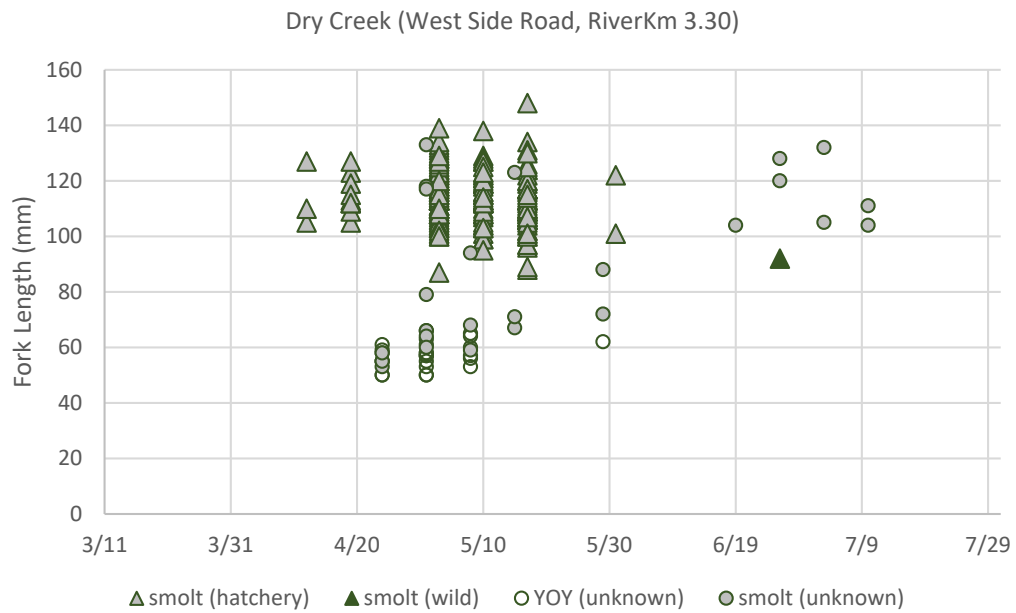 Dry Creek (West Side Road, RiverKm 3.30)
160
140
120
100
80
60
40
20
0
Fork Length (mm)
3/11 3/31 4/20 5/10 5/30 6/19 7/9 7/29
smolt (hatchery) smolt (wild) YOY (unknown) smolt (unknown)